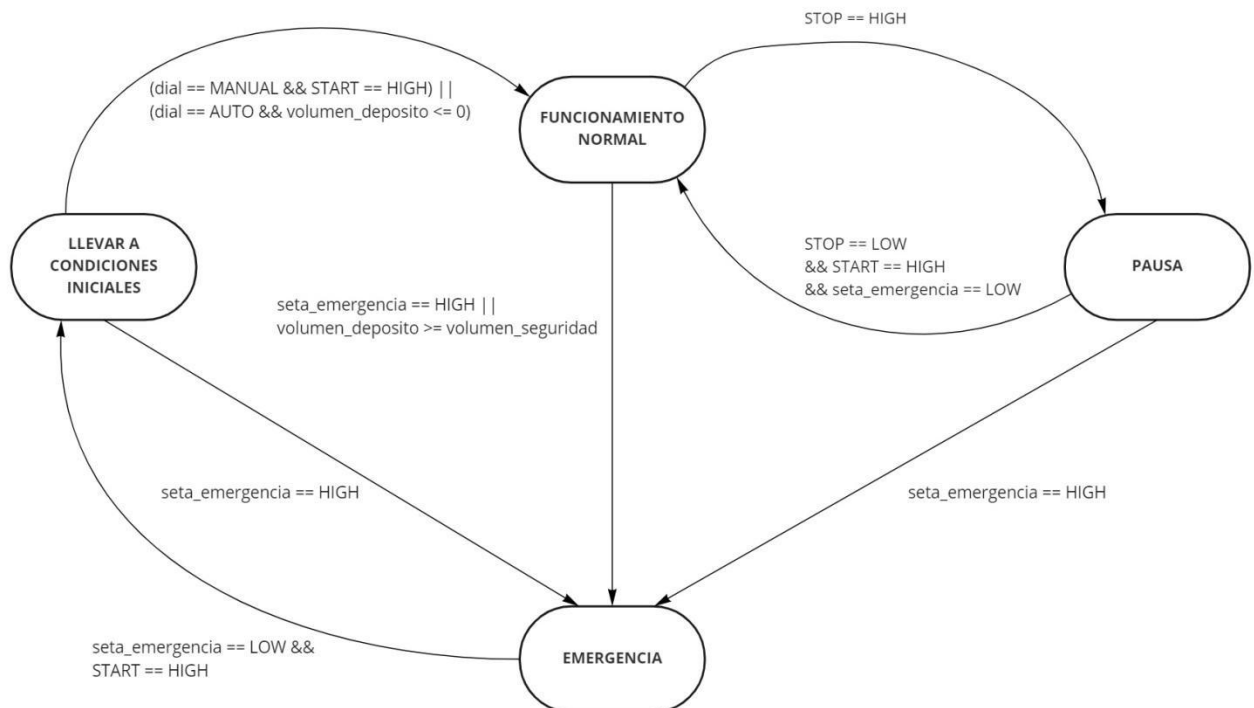 STOP == HIGH
(dial == MANUAL && START == HIGH) ||
(dial == AUTO && volumen_deposito <= 0)
FUNCIONAMIENTO
NORMAL
LLEVAR A
CONDICIONES
INICIALES
STOP == LOW
&& START == HIGH
&& seta_emergencia == LOW
PAUSA
seta_emergencia == HIGH ||
volumen_deposito >= volumen_seguridad
seta_emergencia == HIGH
seta_emergencia == HIGH
seta_emergencia == LOW &&
START == HIGH
EMERGENCIA